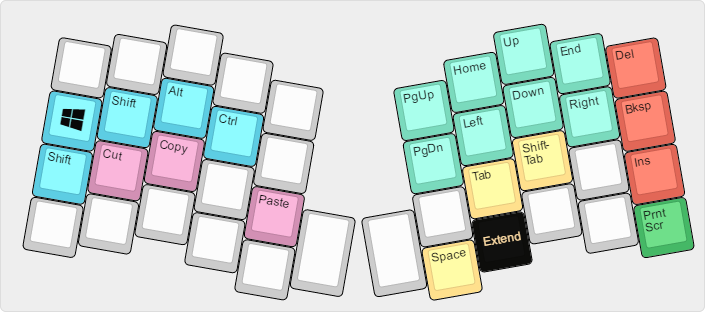 Shift
Alt
Ctrl
Shift
Cut
Copy
Paste
PgUp
Home
Up
End
Del
PgDn
Left
Down
Right
Bksp
Tab
Shift-
Tab
Ins
Space
Extend
Prnt
Scr